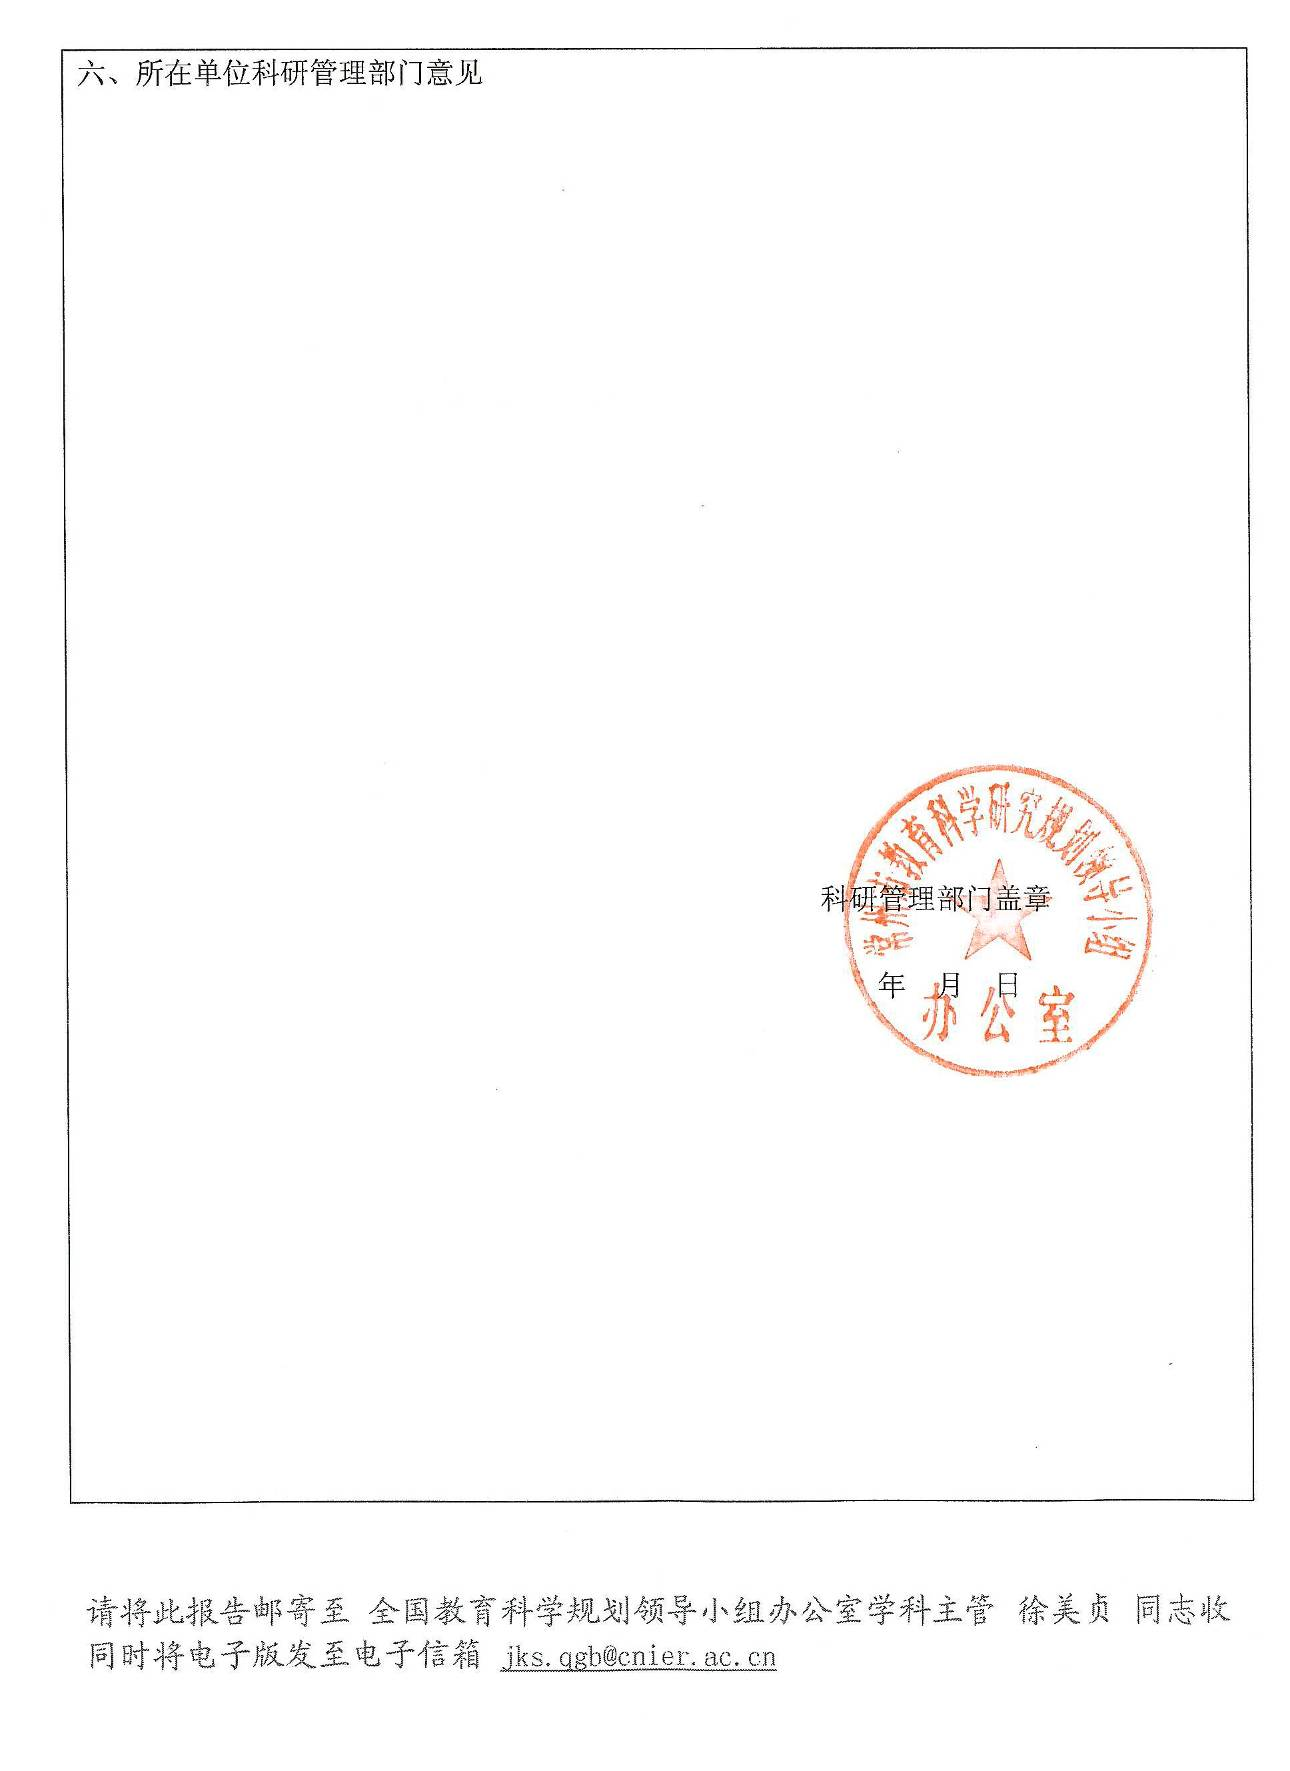 六、所在单位科研管理部门意见
常州市教育科学研究规划领导小组
科研管理部门盖章
年 月 日
办公室
请将此报告邮寄至 全国教育科学规划领导小组办公室学科主管 徐美贞 同志收
同时将电子版发至电子信箱 jks.qgb@cnier.ac.cn